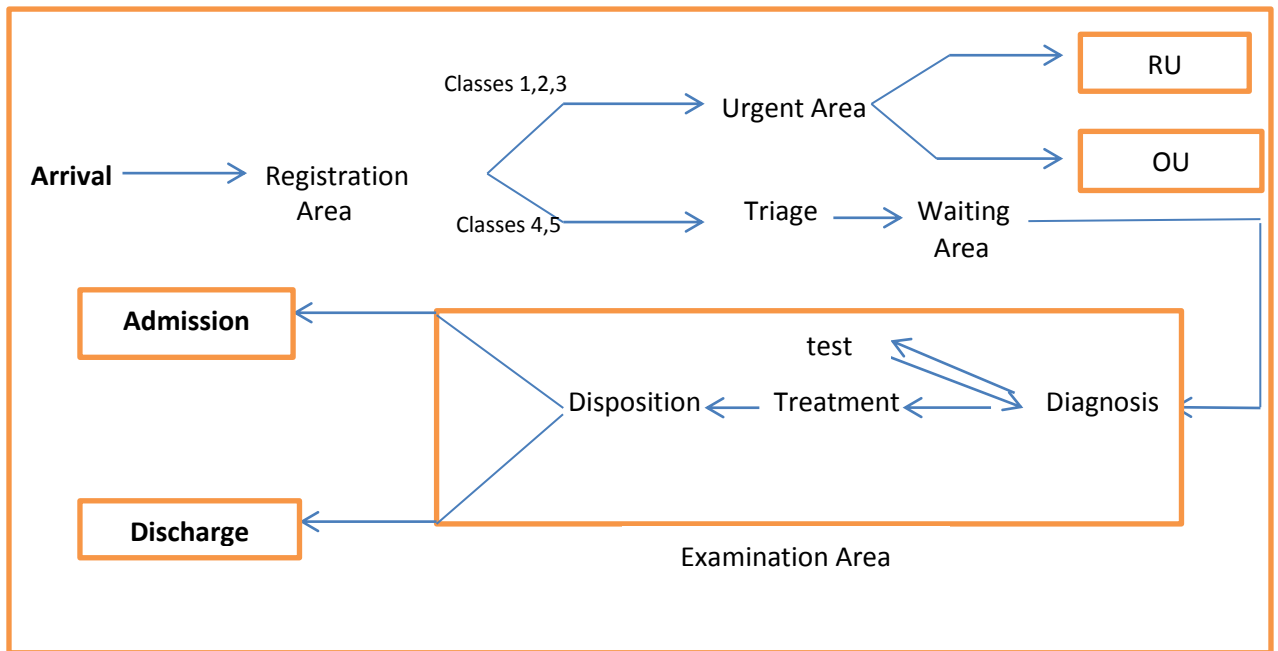 RU
Classes 1,2,3
Urgent Area
OU
Arrival
Registration
Area
Classes 4,5
Triage
Waiting
Area
Admission
test
Disposition
Treatment
Diagnosis
Discharge
Examination Area